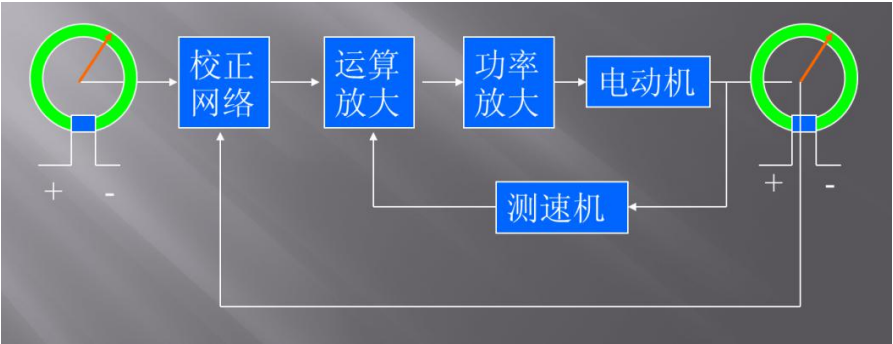 校正
网络
运算
放大
功率
放大
电动机
测速机
+ -
+ -